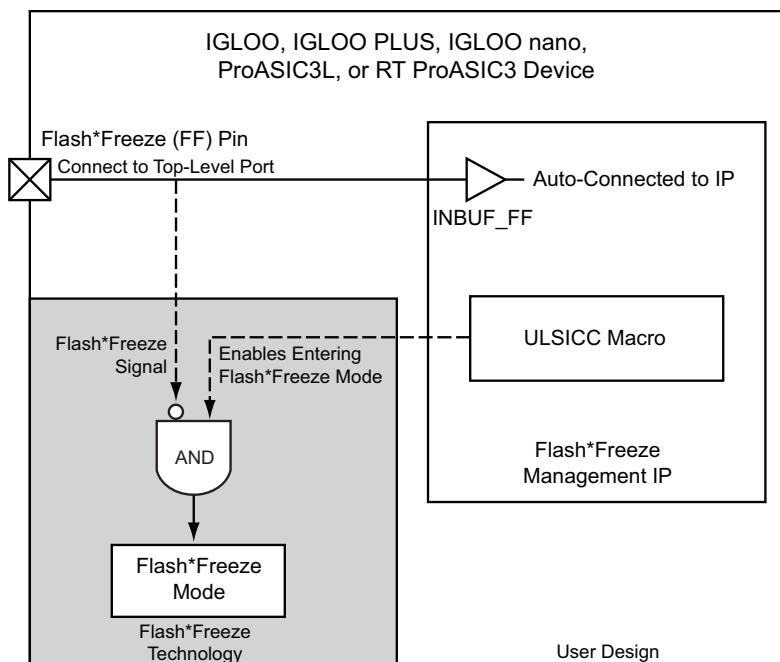 IGLOO, IGLOO PLUS, IGLOO nano,
ProASIC3L, or RT ProASIC3 Device
Flash*Freeze (FF) Pin
Connect to Top-Level Port
Auto-Connected to IP
INBUF_FF
ULSICC Macro
Flash*Freeze
Signal
Enables Entering
Flash*Freeze Mode
AND
Flash*Freeze
Management IP
Flash*Freeze
Mode
Flash*Freeze
Technology
User Design